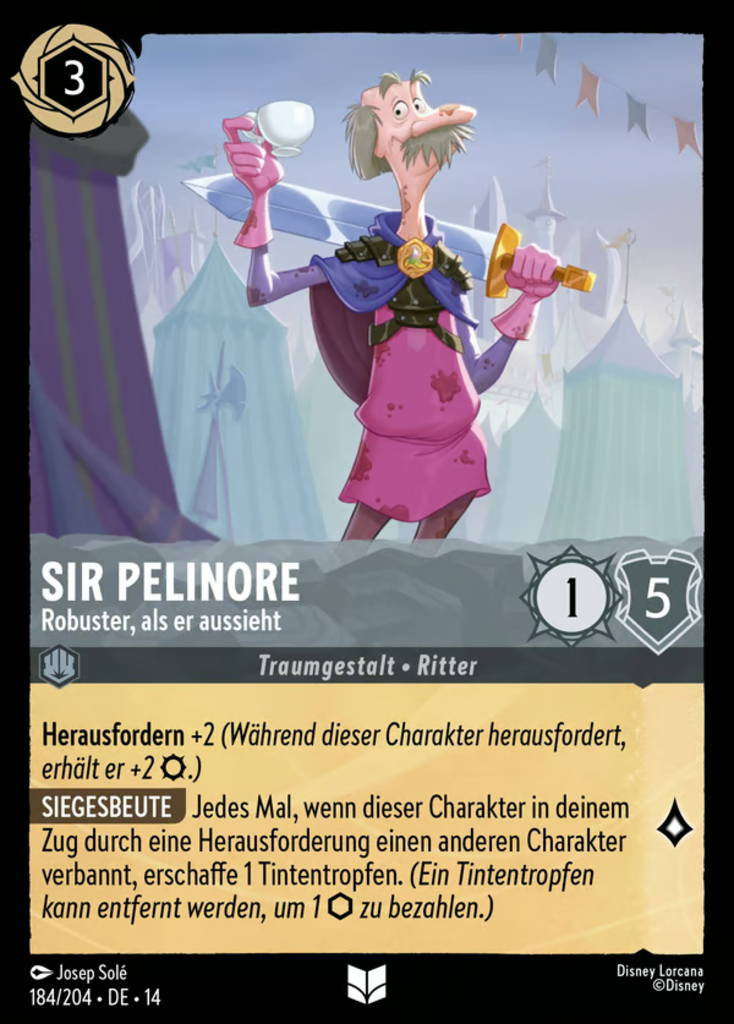 3
SIR PELINORE
Robuster, als er aussieht
1
5
Traumgestalt • Ritter
Herausfordern +2 (Während dieser Charakter herausfordert,
erhält er +2 .)
SIEGESBEUTE Jedes Mal, wenn dieser Charakter in deinem
Zug durch eine Herausforderung einen anderen Charakter
verbannt, erschaffe 1 Tintentropfen. (Ein Tintentropfen
kann entfernt werden, um 1 zu bezahlen.)
Josep Solé
184/204 • DE • 14
Disney Lorcana
©Disney